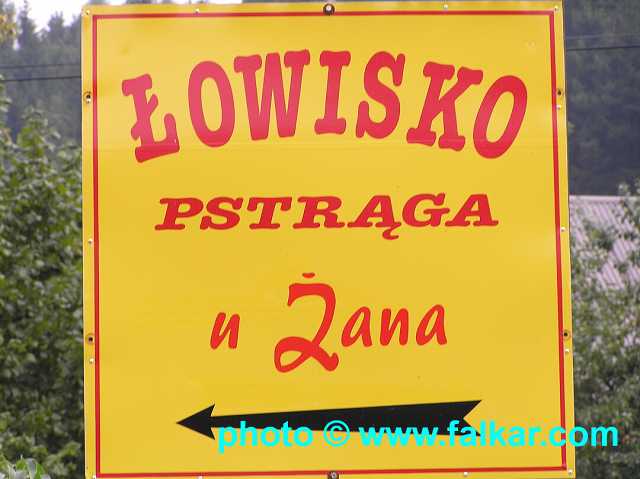 ŁOWISKO
PSTRĄGA
u Żana
photo © www.falkar.com